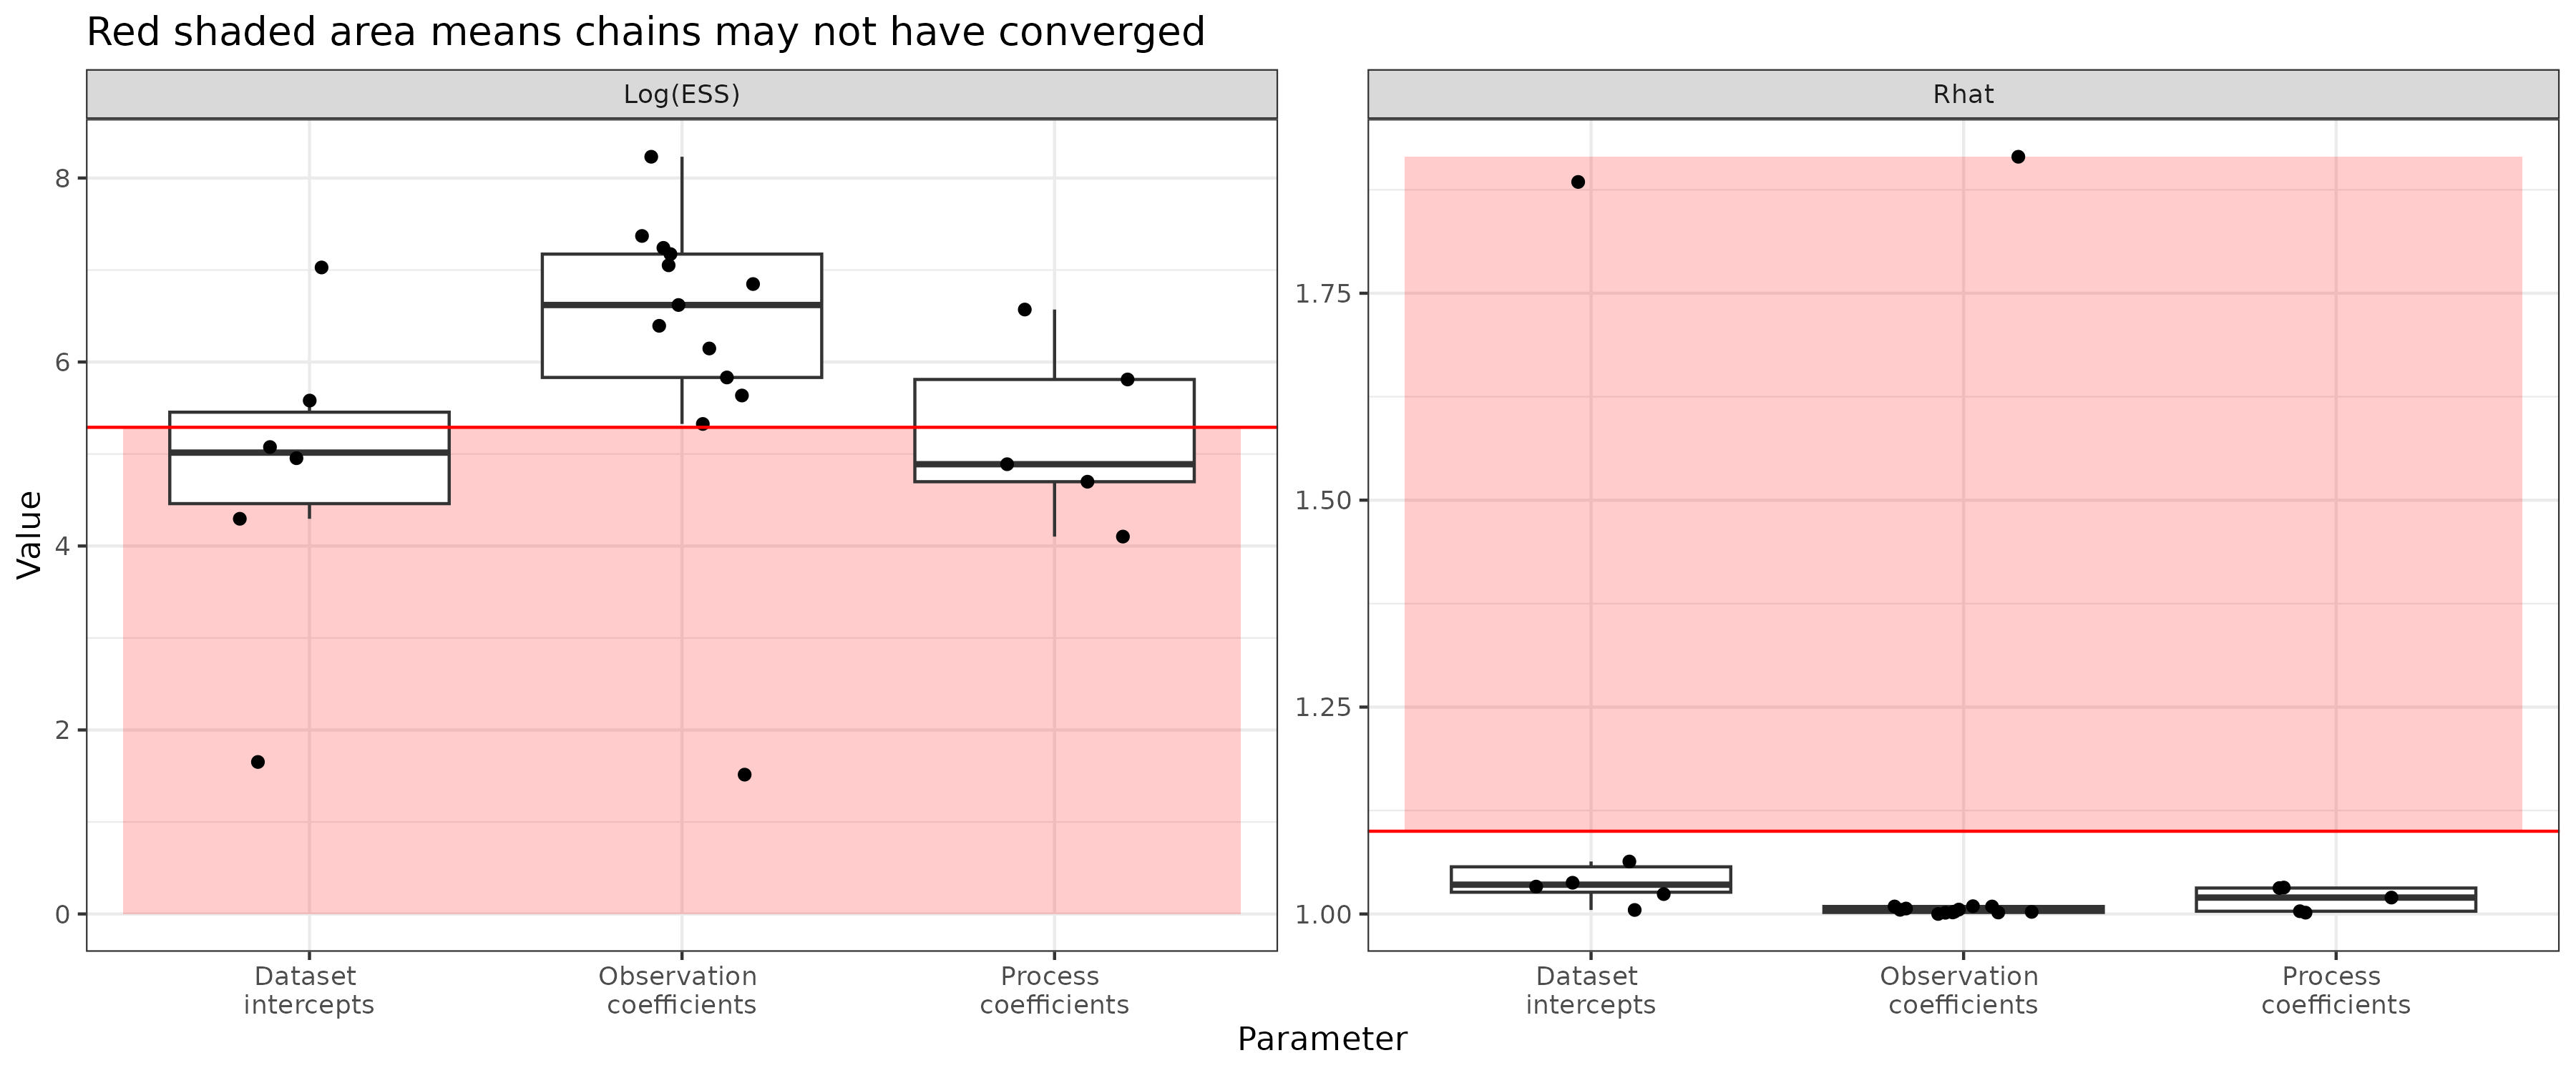 Red shaded area means chains may not have converged
Log(ESS)
Rhat
Value
8
6
4
2
0
1.75
1.50
1.25
1.00
Dataset
intercepts
Observation
coefficients
Process
coefficients
Dataset
intercepts
Observation
coefficients
Process
coefficients
Parameter